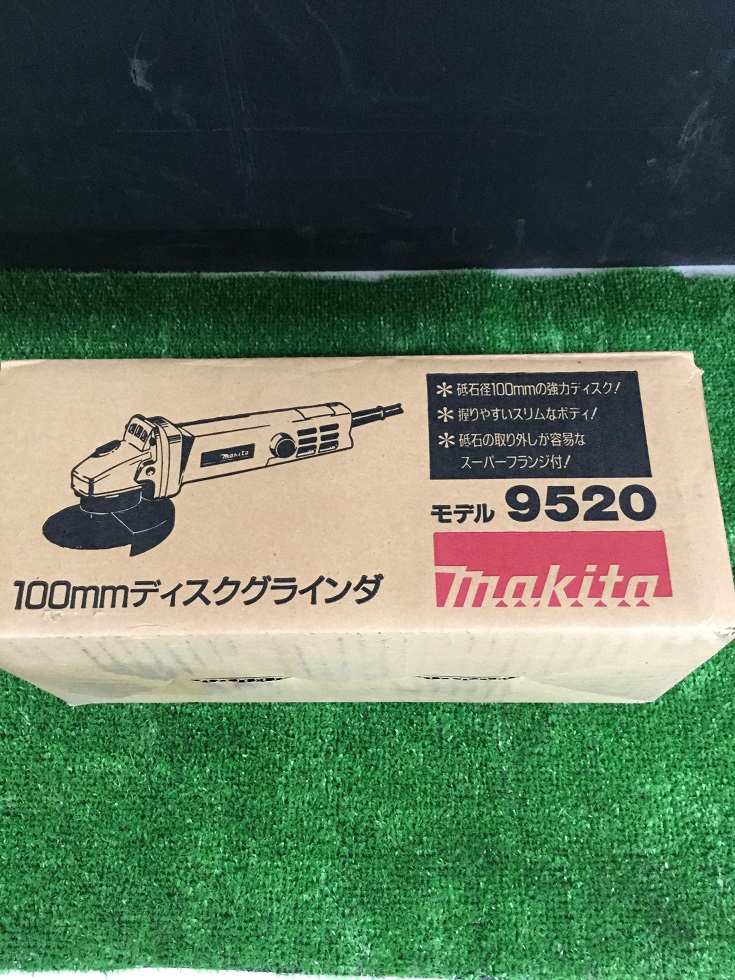 ＊砥石径100mmの強力ディスク!
＊握りやすいスリムなボディ!
＊砥石の取り外しが容易な
スーパーフランジ付!
モデル 9520
makita
makita
100mmディスクグラインダ